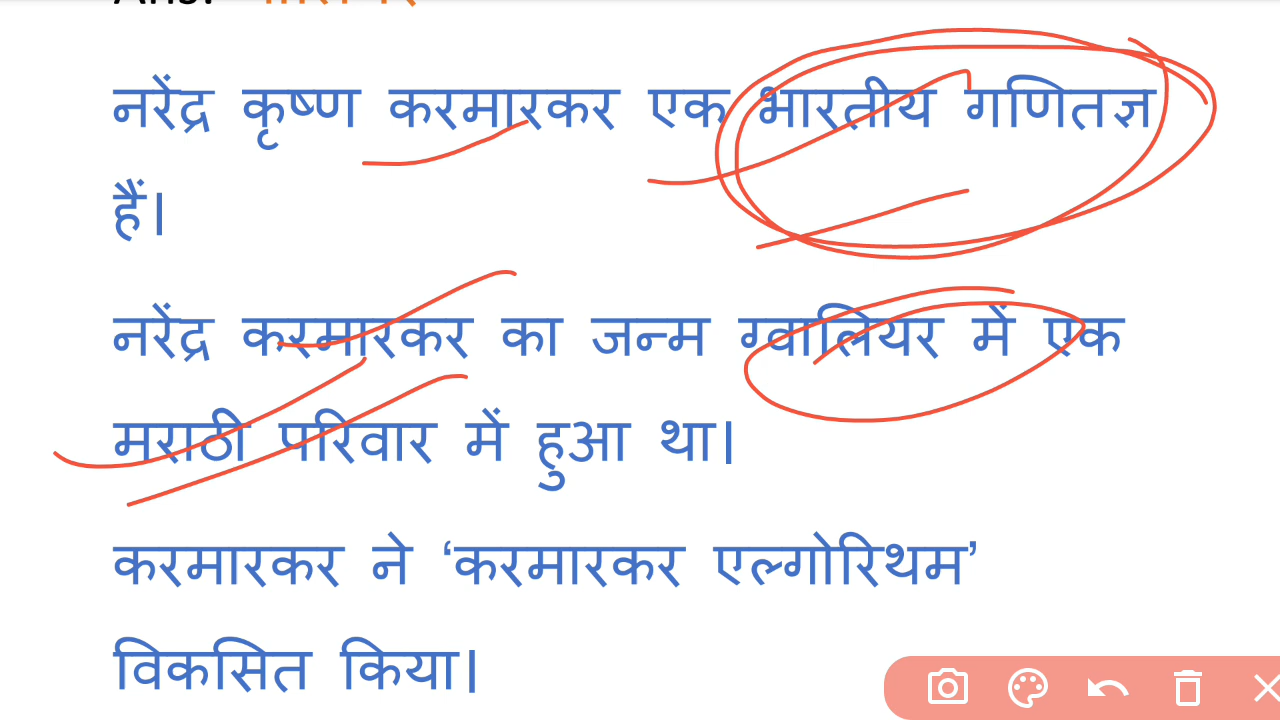 Ans.
नरेंद्र कृष्ण करमारकर एक भारतीय गणितज्ञ
हैं।
नरेंद्र करमारकर का जन्म ग्वालियर में एक
मराठी परिवार में हुआ था।
करमारकर ने ‘करमारकर एल्गोरिथम’
विकसित किया।